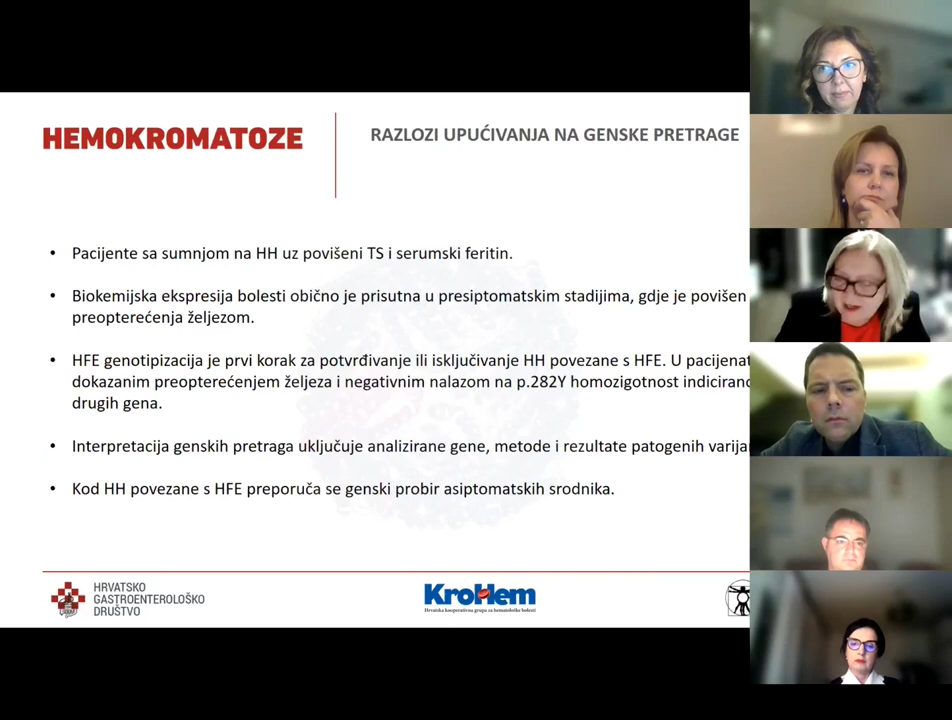 HEMOKROMATOZE
RAZLOZI UPUĆIVANJA NA GENSKE PRETRAGE
• Pacijente sa sumnjom na HH uz povišeni TS i serumski feritin.
• Biokemijska ekspresija bolesti obično je prisutna u presiptomatskim stadijima, gdje je povišen
preopterećenja željezom.
• HFE genotipizacija je prvi korak za potvrđivanje ili isključivanje HH povezane s HFE. U pacijenat
dokazanim preopterećenjem željeza i negativnim nalazom na p.282Y homozigotnost indicirano
drugih gena.
• Interpretacija genskih pretraga uključuje analizirane gene, metode i rezultate patogenih varija
• Kod HH povezane s HFE preporuča se genski probir asiptomatskih srodnika.
HRVATSKO
GASTROENTEROLOŠKO
DRUŠTVO
KroHem
Hrvatska kooperativna grupa za hematološke bolesti